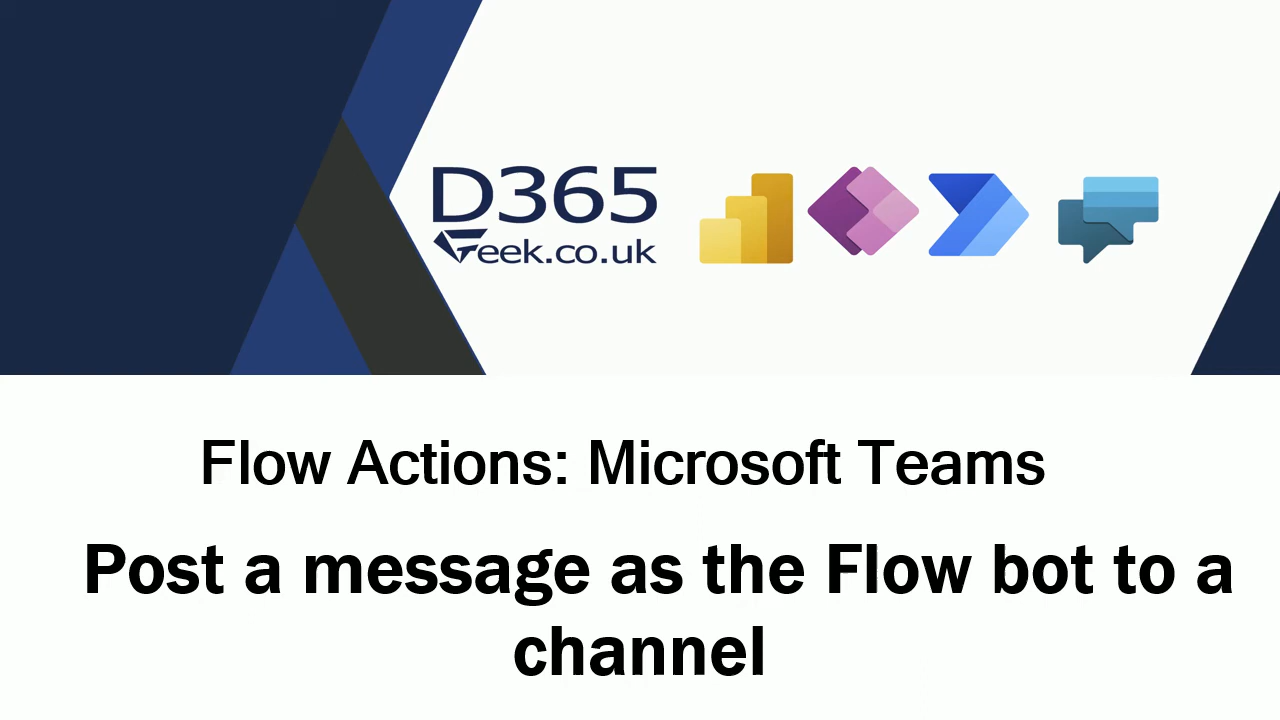 D365
Geek.co.uk
Flow Actions: Microsoft Teams
Post a message as the Flow bot to a
channel